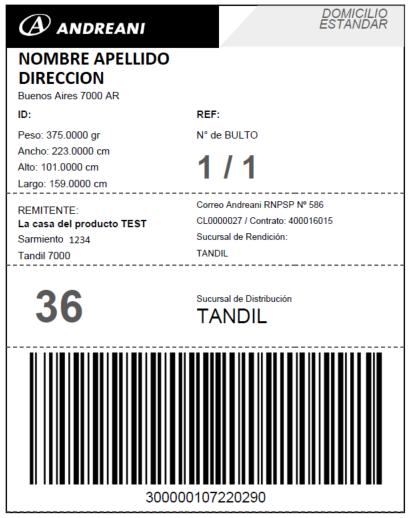 ANDREANI
DOMICILIO
ESTANDAR
NOMBRE APELLIDO
DIRECCION
Buenos Aires 7000 AR
ID:
REF:
Peso: 375.0000 gr
Ancho: 223.0000 cm
Alto: 101.0000 cm
Largo: 159.0000 cm
N° de BULTO
1 / 1
REMITENTE:
La casa del producto TEST
Sarmiento 1234
Tandil 7000
Correo Andreani RNPSP Nº 586
CL0000027 / Contrato: 400016015
Sucursal de Rendición:
TANDIL
36
Sucursal de Distribución
TANDIL
300000107220290